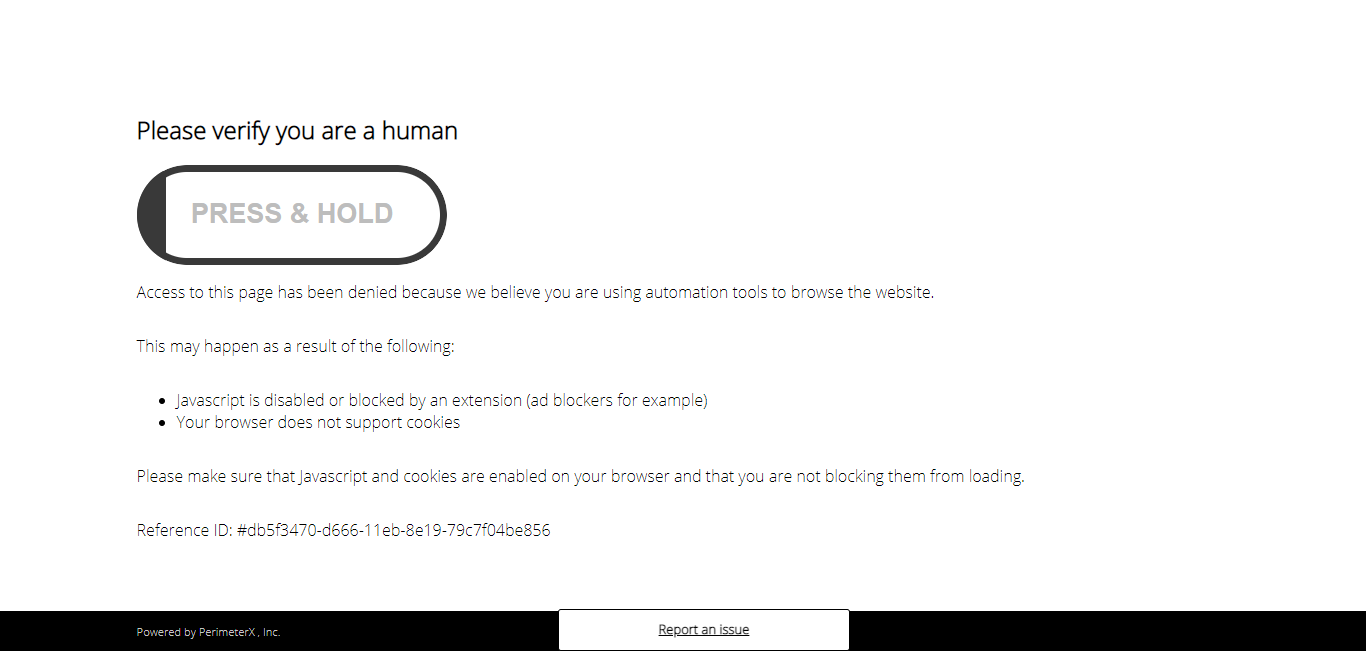 Please verify you are a human
PRESS & HOLD
Access to this page has been denied because we believe you are using automation tools to browse the website.
This may happen as a result of the following:
Javascript is disabled or blocked by an extension (ad blockers for example)
Your browser does not support cookies
Please make sure that Javascript and cookies are enabled on your browser and that you are not blocking them from loading.
Reference ID: #db5f3470-d666-11eb-8e19-79c7f04be856
Powered by PerimeterX , Inc.
Report an issue